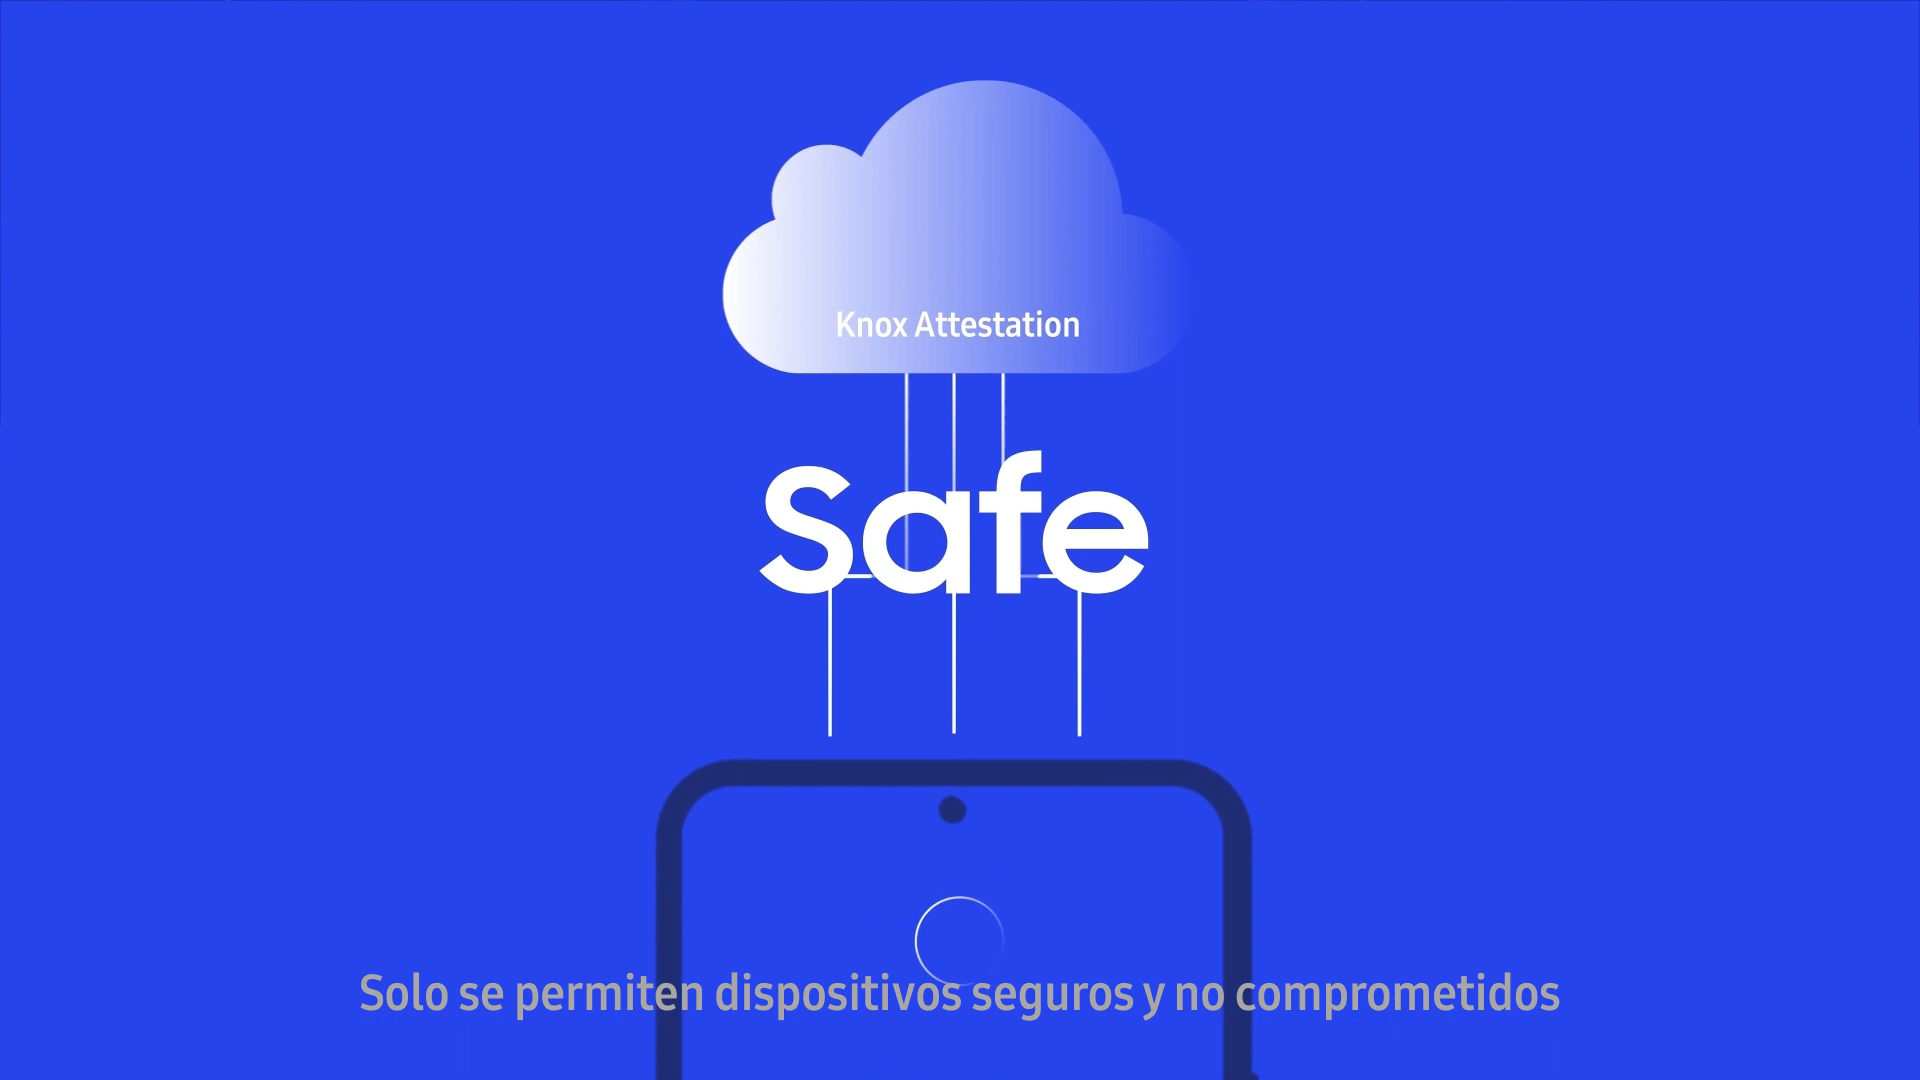 Knox Attestation
Safe
Solo se permiten dispositivos seguros y no comprometidos